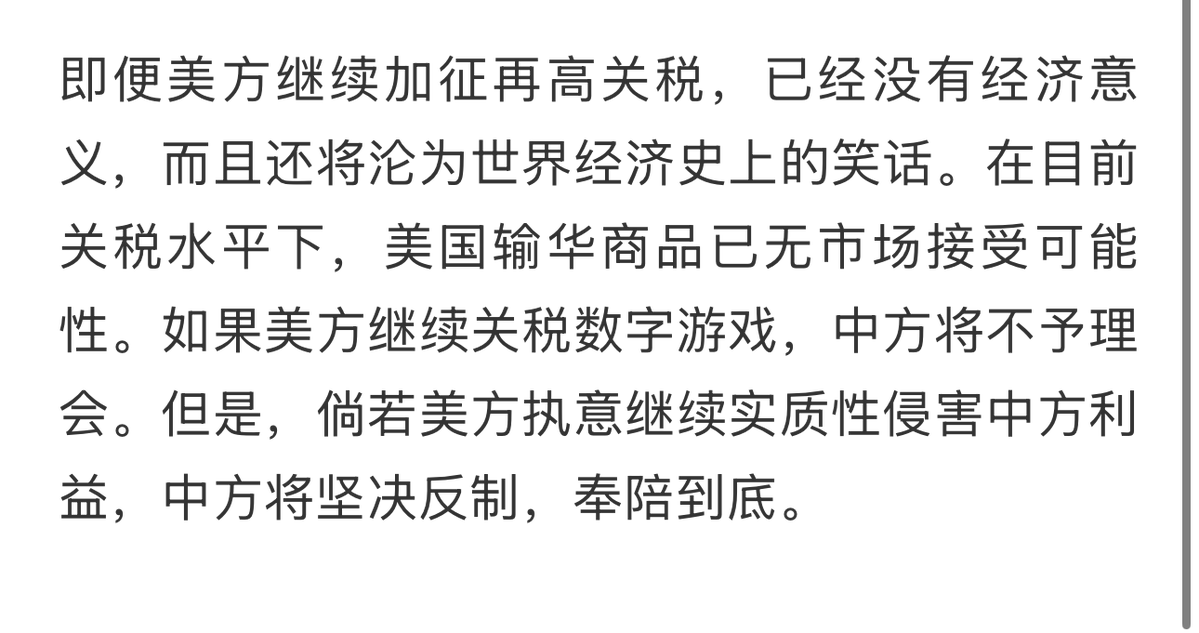 即便美方继续加征再高关税，已经没有经济意
义，而且还将沦为世界经济史上的笑话。在目前
关税水平下，美国输华商品已无市场接受可能
性。如果美方继续关税数字游戏，中方将不予理
会。但是，倘若美方执意继续实质性侵害中方利
益，中方将坚决反制，奉陪到底。